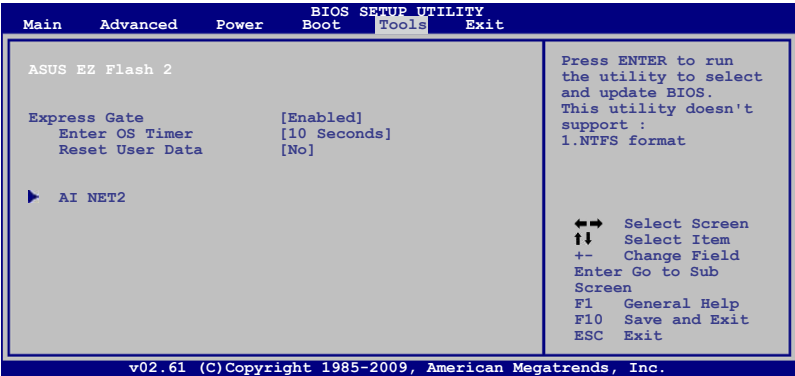 BIOS SETUP UTILITY
Main Advanced Power Boot Tools Exit
ASUS EZ Flash 2
Express Gate [Enabled]
Enter OS Timer [10 Seconds]
Reset User Data [No]
AI NET2
Press ENTER to run
the utility to select
and update BIOS.
This utility doesn't
support :
1.NTFS format
←→ Select Screen
↑↓ Select Item
+- Change Field
Enter Go to Sub
Screen
F1 General Help
F10 Save and Exit
ESC Exit
v02.61 (C)Copyright 1985-2009, American Megatrends, Inc.